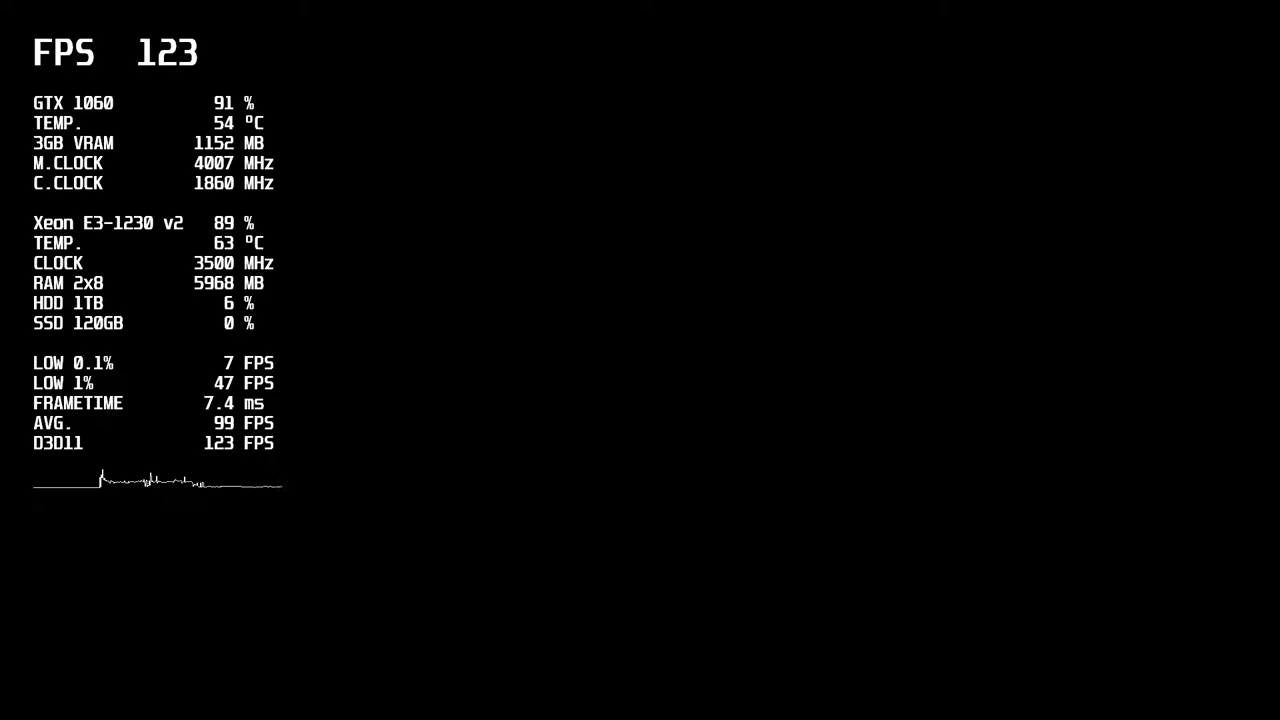 FPS 123
GTX 1060 91 %
TEMP. 54 ºC
3GB VRAM 1152 MB
M.CLOCK 4007 MHz
C.CLOCK 1860 MHz
Xeon E3-1230 v2 89 %
TEMP. 63 ºC
CLOCK 3500 MHz
RAM 2x8 5968 MB
HDD 1TB 6 %
SSD 120GB 0 %
LOW 0.1% 7 FPS
LOW 1% 47 FPS
FRAMETIME 7.4 ms
AVG. 99 FPS
D3D11 123 FPS